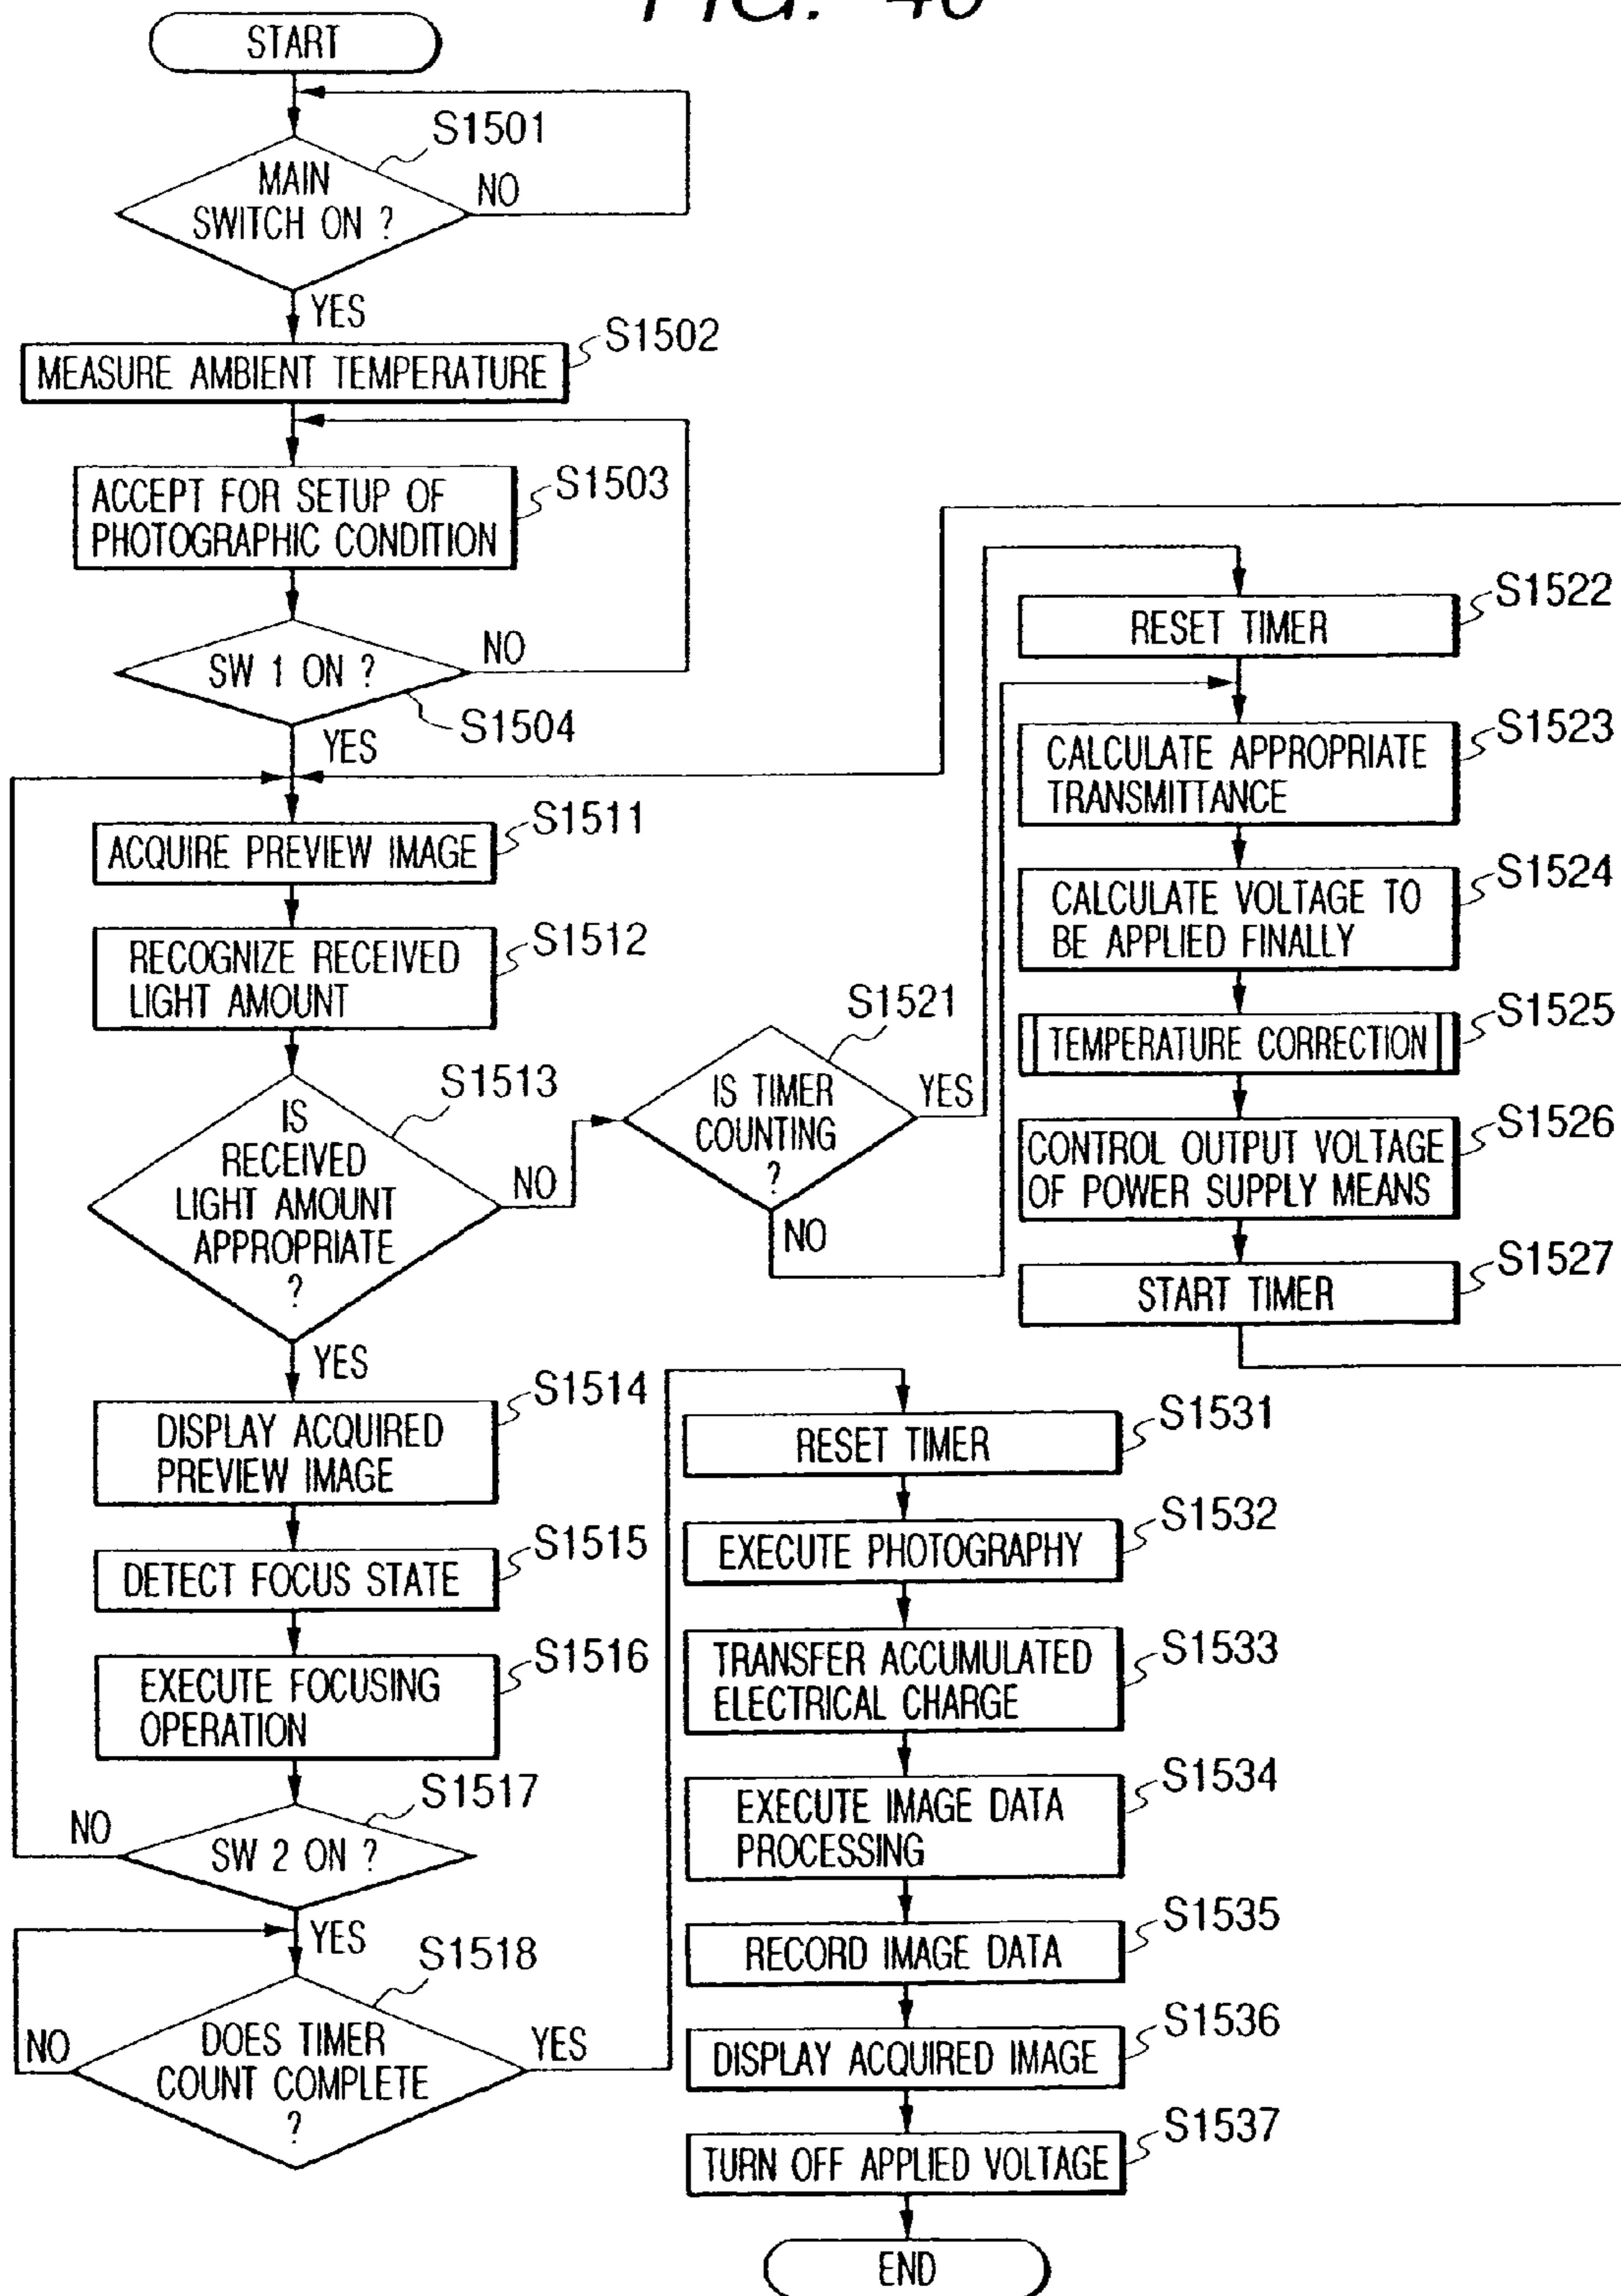 FIG. 46
START
S1501
MAIN
SWITCH ON ?
NO
YES
S1502
MEASURE AMBIENT TEMPERATURE
S1503
ACCEPT FOR SETUP OF
PHOTOGRAPHIC CONDITION
SW 1 ON ?
NO
S1504
YES
S1511
ACQUIRE PREVIEW IMAGE
S1512
RECOGNIZE RECEIVED
LIGHT AMOUNT
S1513
IS
RECEIVED
LIGHT AMOUNT
APPROPRIATE
?
NO
YES
S1514
DISPLAY ACQUIRED
PREVIEW IMAGE
S1515
DETECT FOCUS STATE
S1516
EXECUTE FOCUSING
OPERATION
S1517
NO
SW 2 ON ?
YES
S1518
NO
DOES TIMER
COUNT COMPLETE
?
YES
S1521
IS TIMER
COUNTING
?
YES
NO
S1522
RESET TIMER
S1523
CALCULATE APPROPRIATE
TRANSMITTANCE
S1524
CALCULATE VOLTAGE TO
BE APPLIED FINALLY
S1525
TEMPERATURE CORRECTION
S1526
CONTROL OUTPUT VOLTAGE
OF POWER SUPPLY MEANS
S1527
START TIMER
S1531
RESET TIMER
S1532
EXECUTE PHOTOGRAPHY
S1533
TRANSFER ACCUMULATED
ELECTRICAL CHARGE
S1534
EXECUTE IMAGE DATA
PROCESSING
S1535
RECORD IMAGE DATA
S1536
DISPLAY ACQUIRED IMAGE
S1537
TURN OFF APPLIED VOLTAGE
END